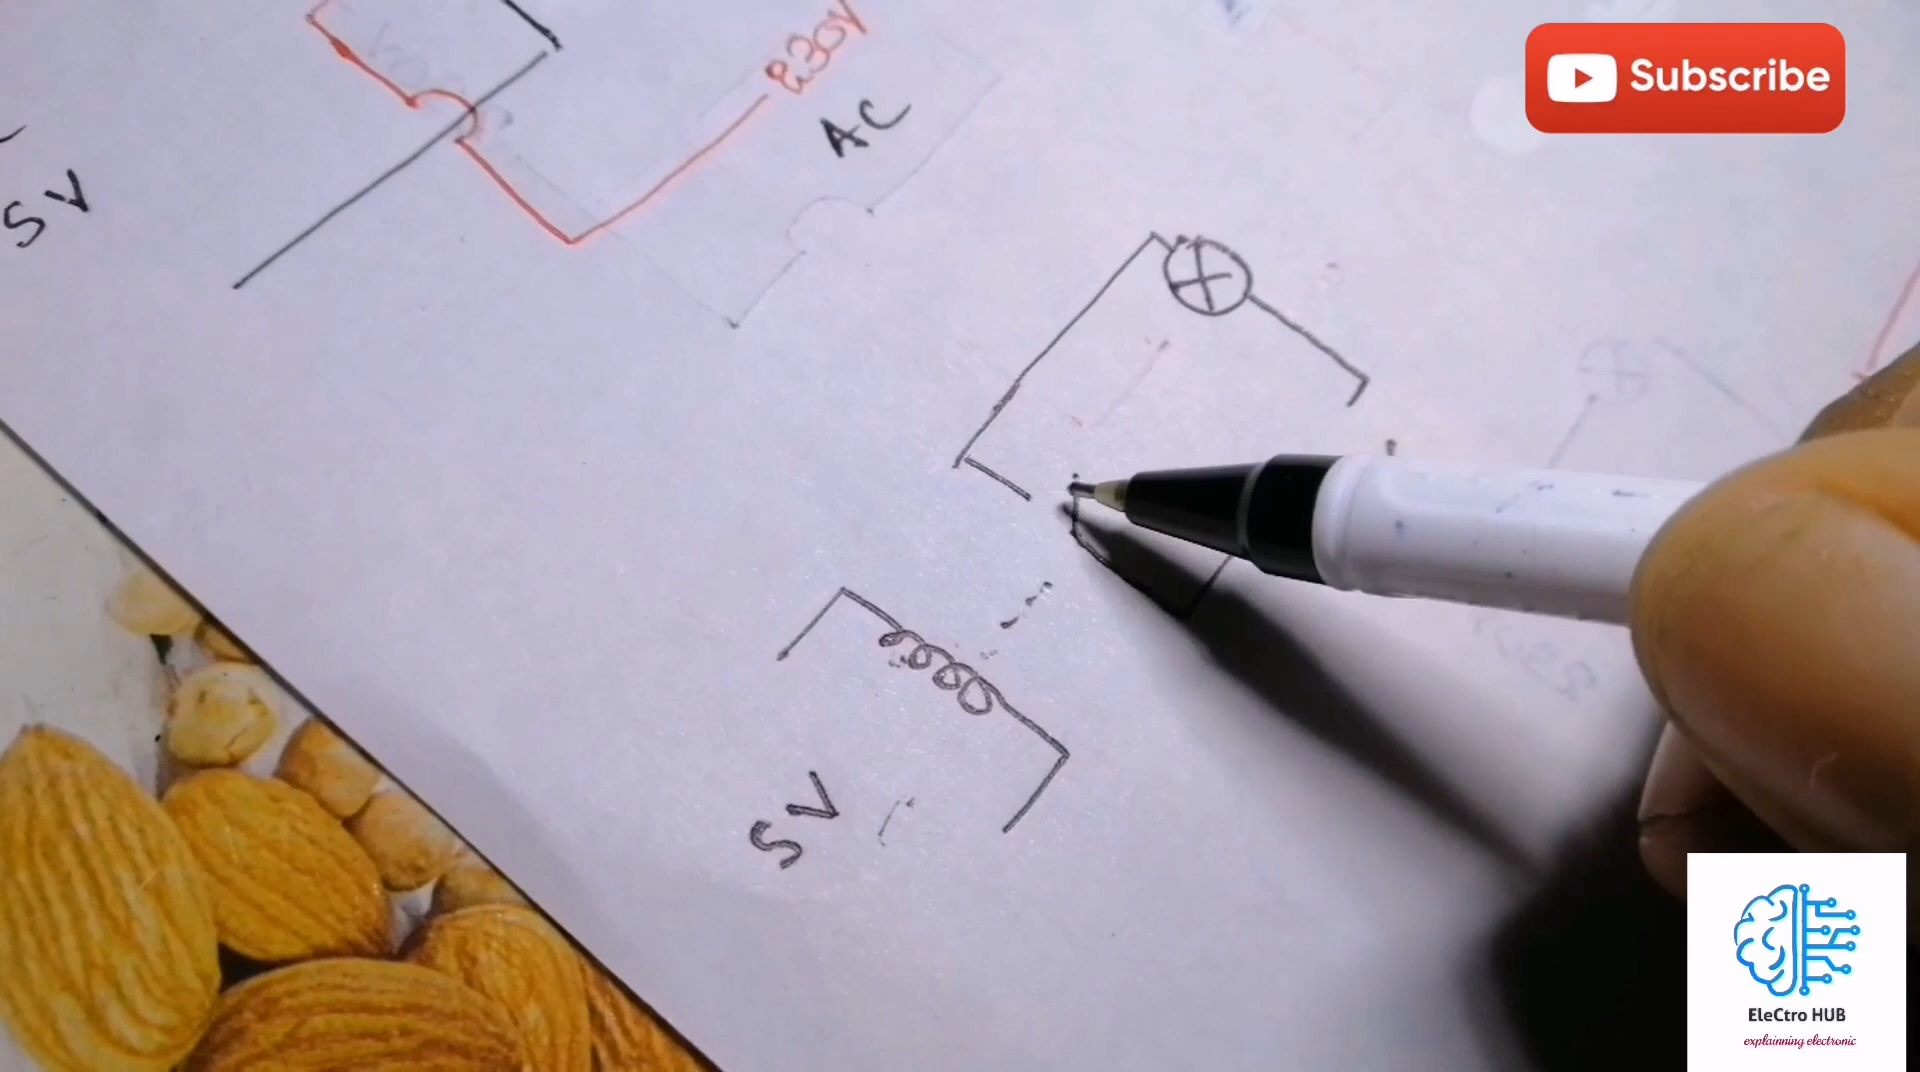 Subscribe
230V
AC
5V
5V
EleCtro HUB
explainning electronic